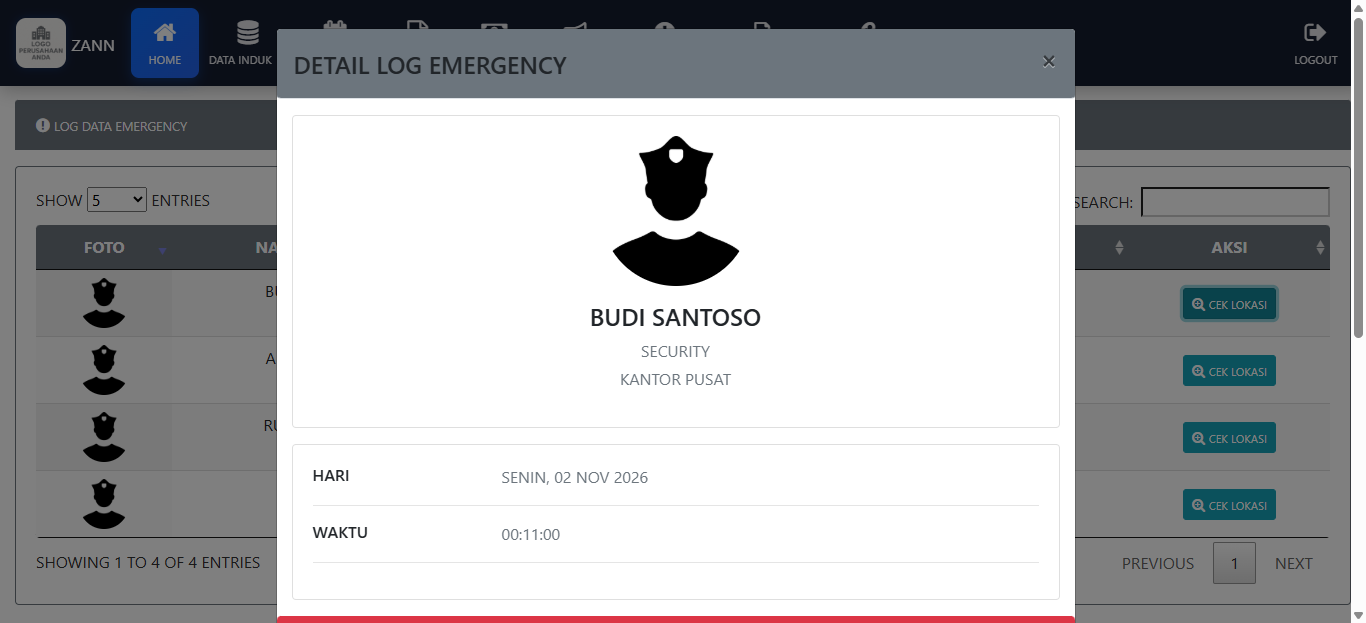 LOGO
PERUSAHAAN
ANDA
ZANN
HOME
DATA INDUK
LOGOUT
DETAIL LOG EMERGENCY
×
LOG DATA EMERGENCY
SHOW 5 ENTRIES
SEARCH:
FOTO
NA
AKSI
BUDI SANTOSO
SECURITY
KANTOR PUSAT
CEK LOKASI
CEK LOKASI
CEK LOKASI
CEK LOKASI
HARI SENIN, 02 NOV 2026
WAKTU 00:11:00
SHOWING 1 TO 4 OF 4 ENTRIES
PREVIOUS 1 NEXT